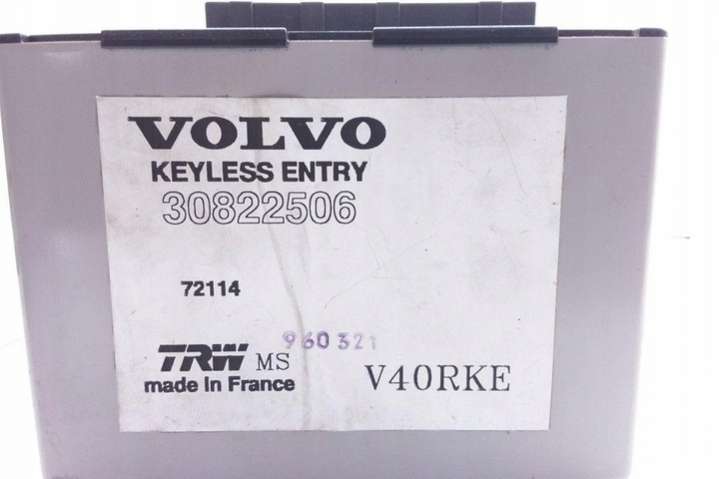 VOLVO
KEYLESS ENTRY
30822506
72114
960321
TRW MS
made in France
V40RKE